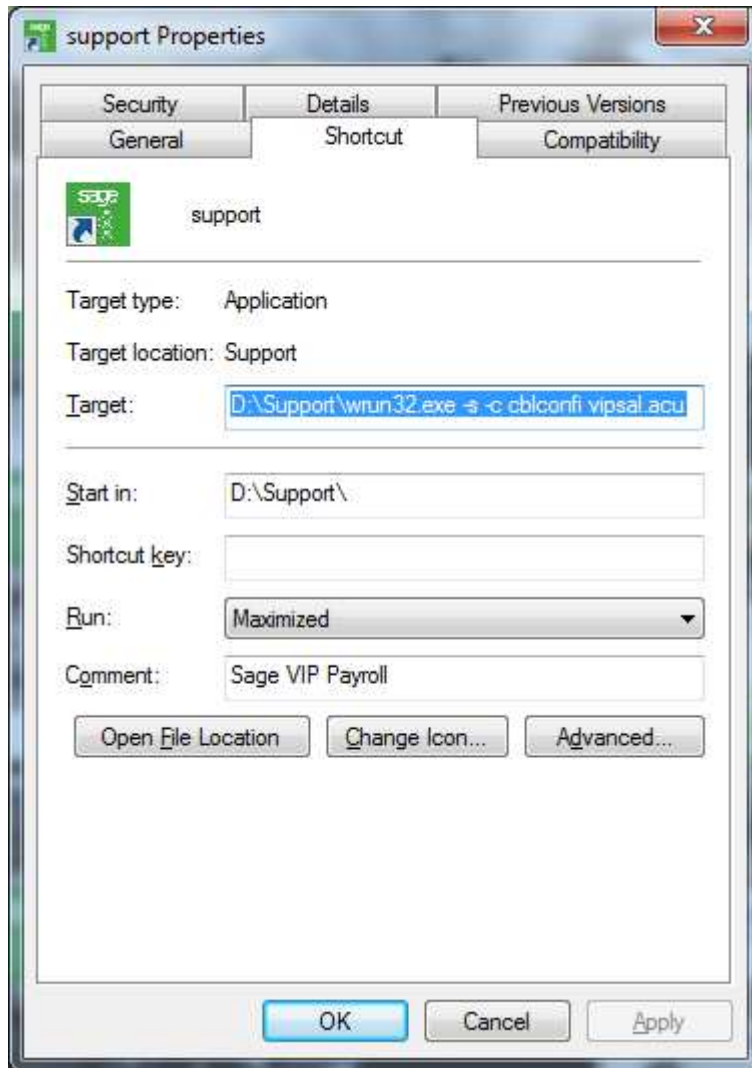 support Properties
Security Details Previous Versions
General Shortcut Compatibility
sage
support
Target type: Application
Target location: Support
Target: D:\Support\wrun32.exe -s -c cblconfi vipsal.acu
Start in: D:\Support\
Shortcut key:
Run: Maximized
Comment: Sage VIP Payroll
Open File Location Change Icon... Advanced...
OK Cancel Apply